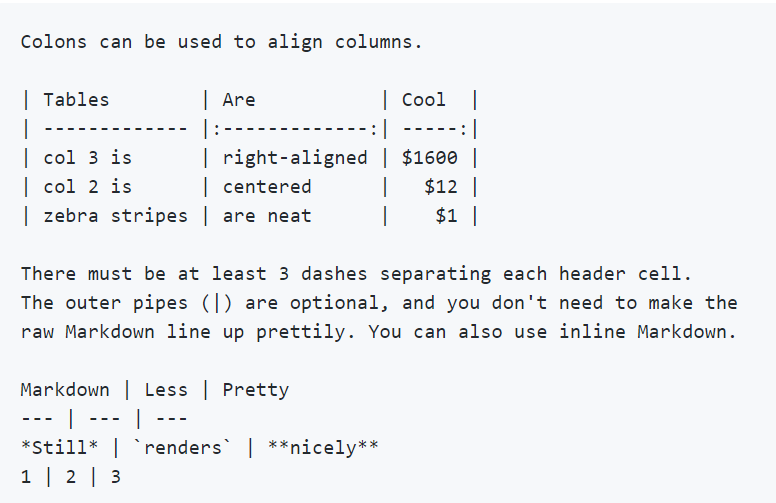 Colons can be used to align columns.

| Tables        | Are           | Cool  |
| ------------- |:-------------:| -----:|
| col 3 is      | right-aligned | $1600 |
| col 2 is      | centered      |   $12 |
| zebra stripes | are neat      |    $1 |

There must be at least 3 dashes separating each header cell.
The outer pipes (|) are optional, and you don't need to make the
raw Markdown line up prettily. You can also use inline Markdown.

Markdown | Less | Pretty
--- | --- | ---
*Still* | `renders` | **nicely**
1 | 2 | 3